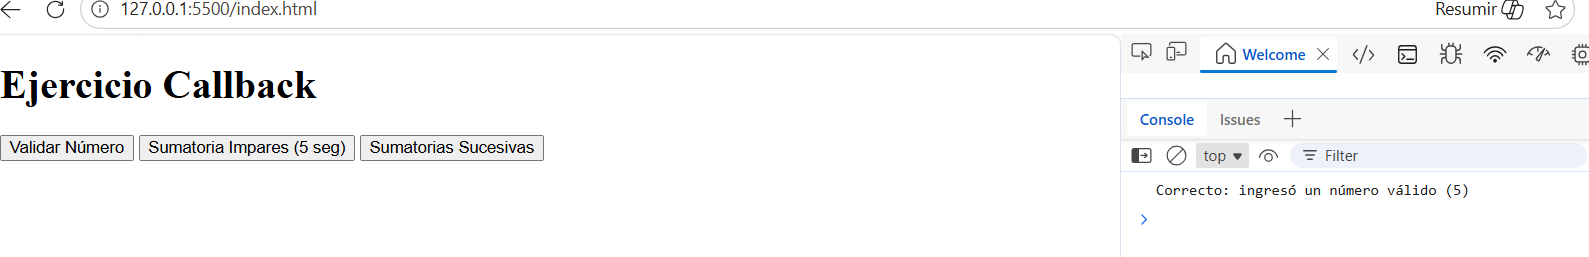 127.0.0.1:5500/index.html Resumir
Welcome
Ejercicio Callback
Console Issues
Validar Número Sumatoria Impares (5 seg) Sumatorias Sucesivas
top Filter
Correcto: ingresó un número válido (5)